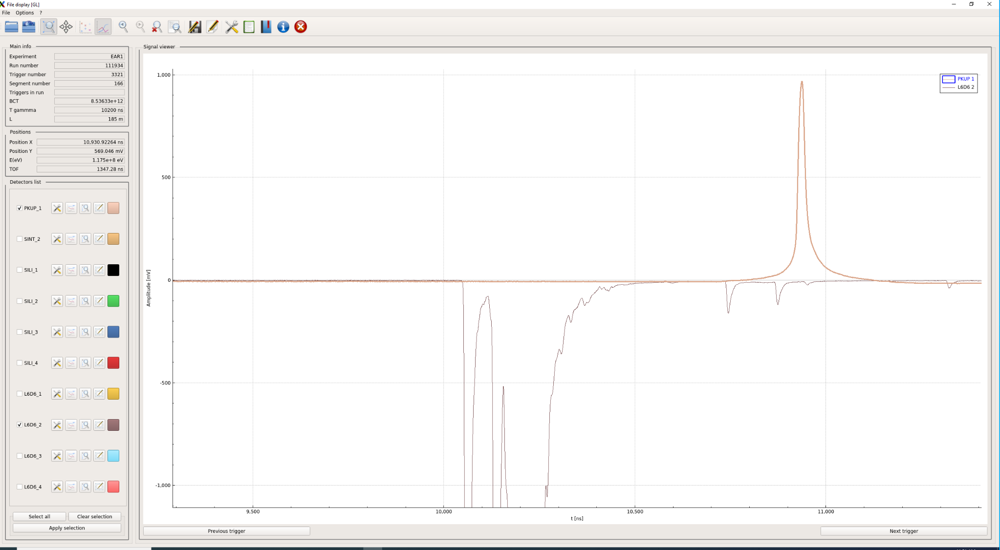 File display [GL]
File Options ?
Main info
Experiment EAR1
Run number 111934
Trigger number 3321
Segment number 166
Triggers in run
BCT 8.53633e+12
T gammma 10200 ns
L 185 m
Positions
Position X 10,930.92264 ns
Position Y 569.046 mV
E(eV) 1.175e+8 eV
TOF 1347.28 ns
Detectors list
PKUP_1
SINT_2
SILI_1
SILI_2
SILI_3
SILI_4
L6D6_1
L6D6_2
L6D6_3
L6D6_4
Select all Clear selection
Apply selection
Signal viewer
1,000
500
0
-500
-1,000
Amplitude [mV]
PKUP 1
L6D6 2
9,500 10,000 10,500 11,000
t [ns]
Previous trigger Next trigger